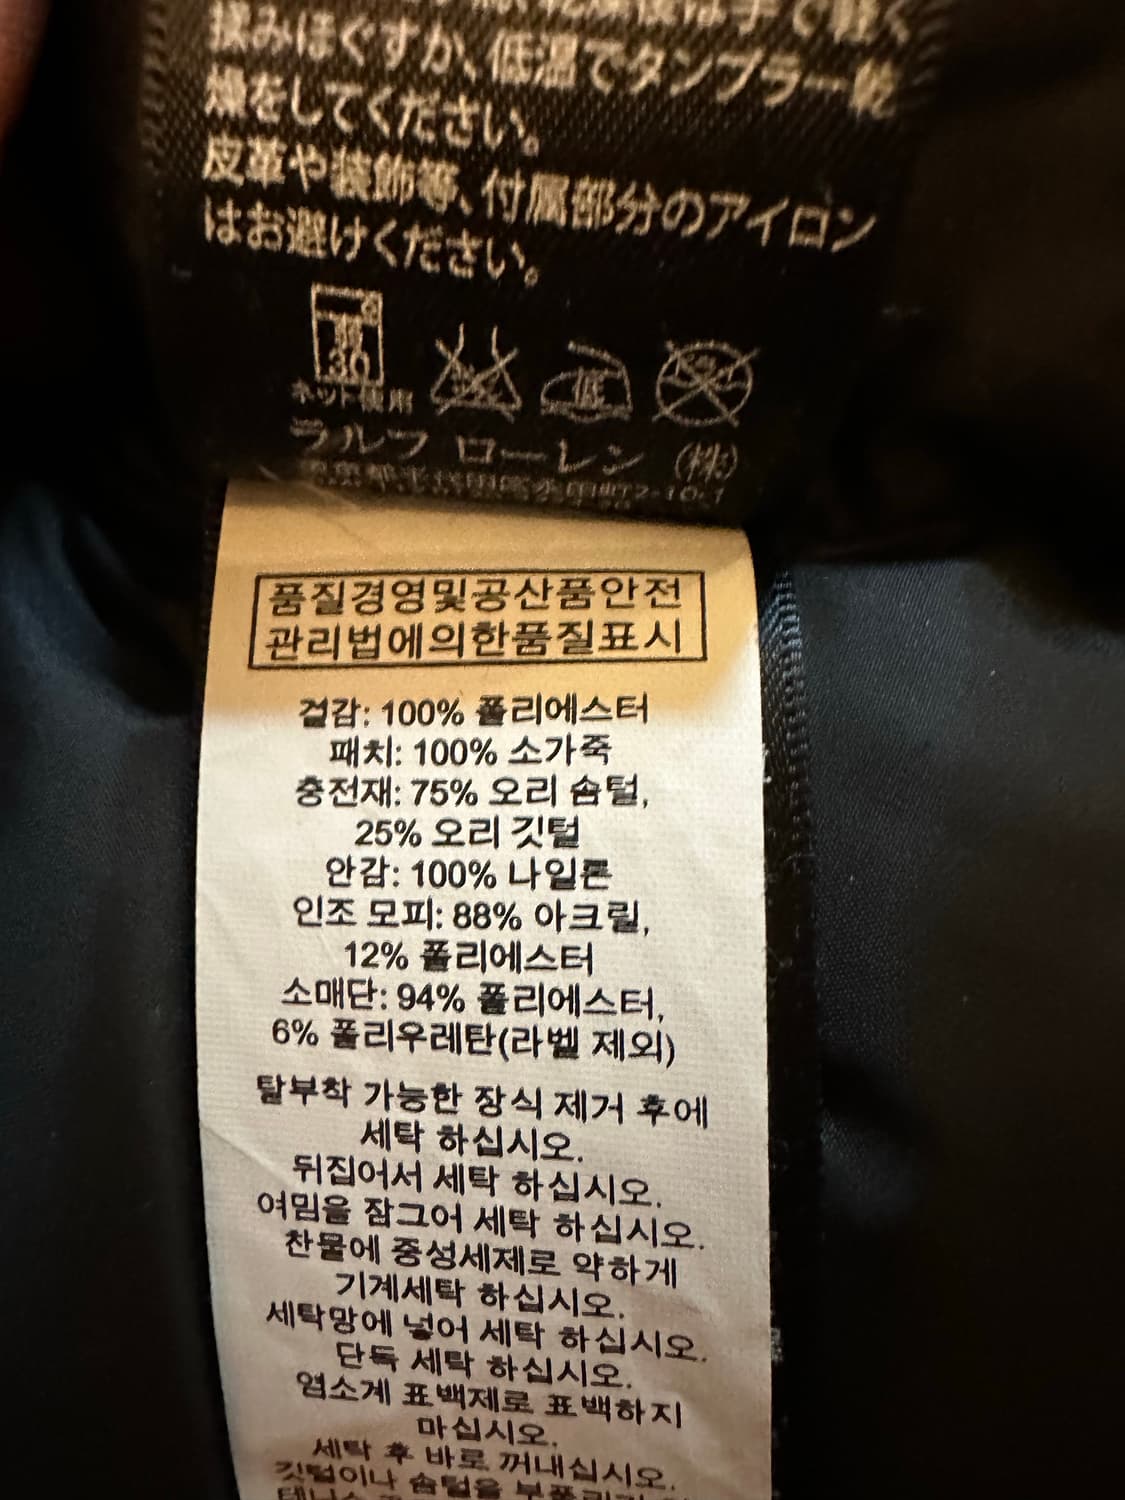 揉みほぐすか、低温でタンブラー乾
燥をしてください。
皮革や装飾等、付属部分のアイロン
はお避けください。
弱
30
ネット使用
低
ラルフ ローレン (株)
품질경영및공산품안전
관리법에의한품질표시
겉감: 100% 폴리에스터
패치: 100% 소가죽
충전재: 75% 오리 솜털,
25% 오리 깃털
안감: 100% 나일론
인조 모피: 88% 아크릴,
12% 폴리에스터
소매단: 94% 폴리에스터,
6% 폴리우레탄(라벨 제외)
탈부착 가능한 장식 제거 후에
세탁 하십시오.
뒤집어서 세탁 하십시오.
여밈을 잠그어 세탁 하십시오.
찬물에 중성세제로 약하게
기계세탁 하십시오.
세탁망에 넣어 세탁 하십시오.
단독 세탁 하십시오.
염소계 표백제로 표백하지
마십시오.
세탁 후 바로 꺼내십시오.
깃털이나 솜털을